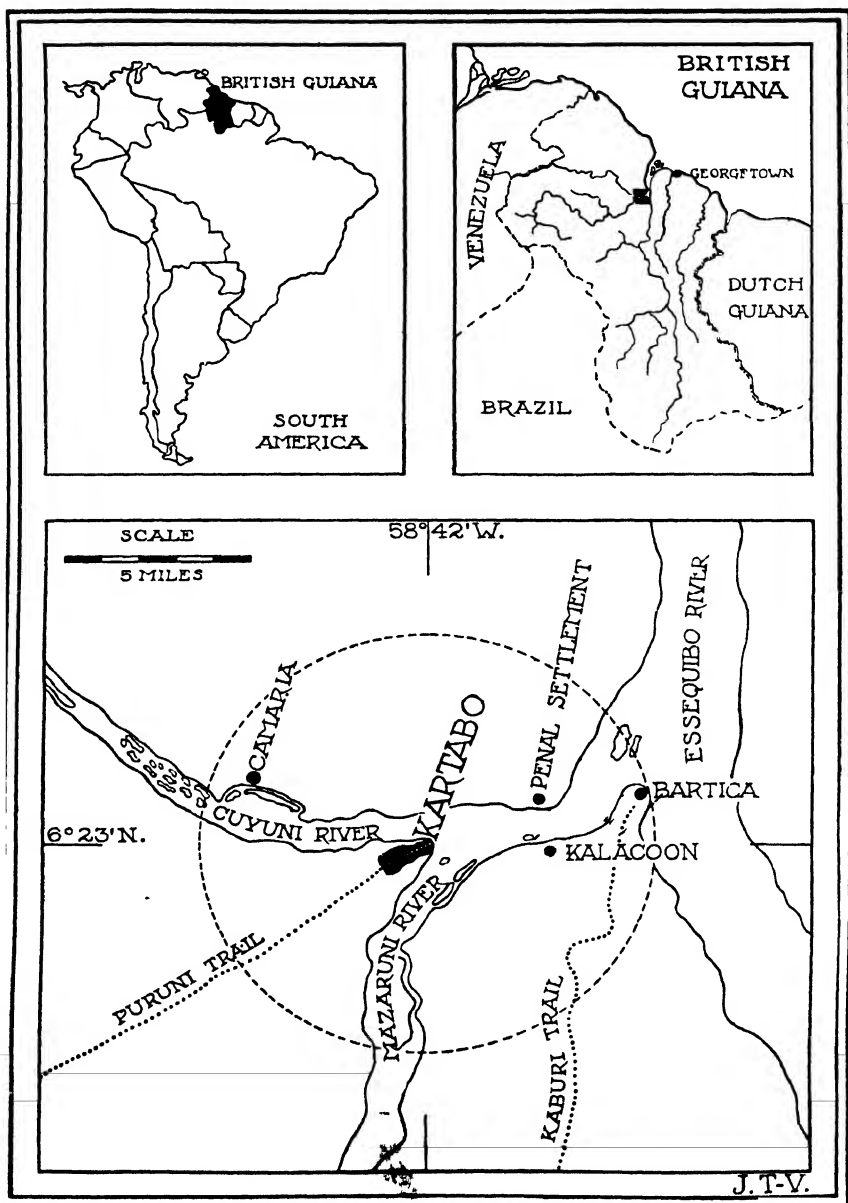 BRITISH GUIANA
SOUTH
AMERICA
BRITISH
GUIANA
GEORGETOWN
VENEZUELA
DUTCH
GUIANA
BRAZIL
SCALE
5 MILES
58°42'W.
PENAL SETTLEMENT
ESSEQUIBO RIVER
CAMARIA
KARTABO
BARTICA
CUYUNI RIVER
6°23'N.
KALACOON
MAZARUNI RIVER
PURUNI TRAIL
KABURI TRAIL
J.T-V.